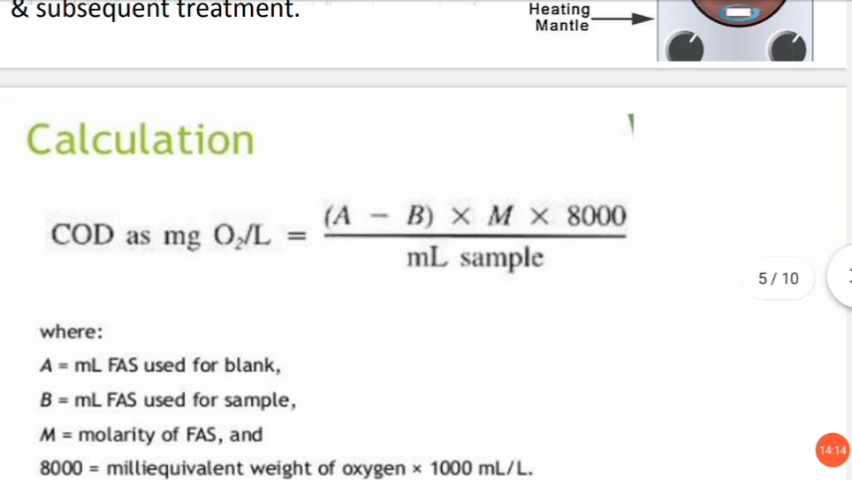 & subsequent treatment.
Heating
Mantle
Calculation
COD as mg O₂/L = (A − B) × M × 8000
mL sample
5 / 10
where:
A = mL FAS used for blank,
B = mL FAS used for sample,
M = molarity of FAS, and
14:14
8000 = milliequivalent weight of oxygen × 1000 mL/L.